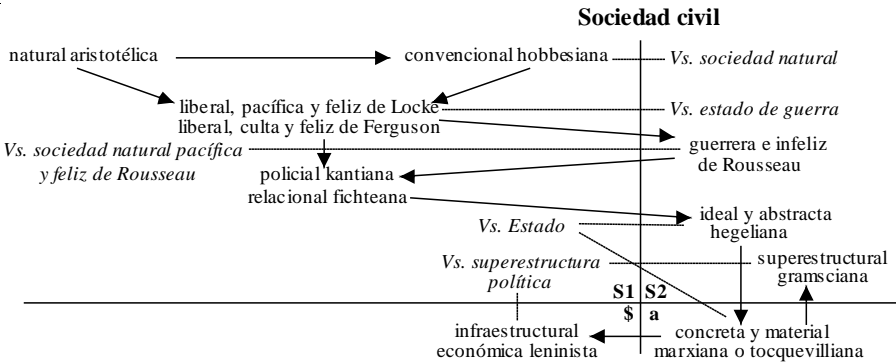 Sociedad civil
natural aristotélica
convencional hobbesiana
Vs. sociedad natural
liberal, pacífica y feliz de Locke
liberal, culta y feliz de Ferguson
Vs. estado de guerra
Vs. sociedad natural pacífica
y feliz de Rousseau
guerrera e infeliz
de Rousseau
policial kantiana
relacional fichteana
Vs. Estado
ideal y abstracta
hegeliana
Vs. superestructura
política
superestructural
gramsciana
S1 S2
$ a
infraestructural
económica leninista
concreta y material
marxiana o tocquevilliana